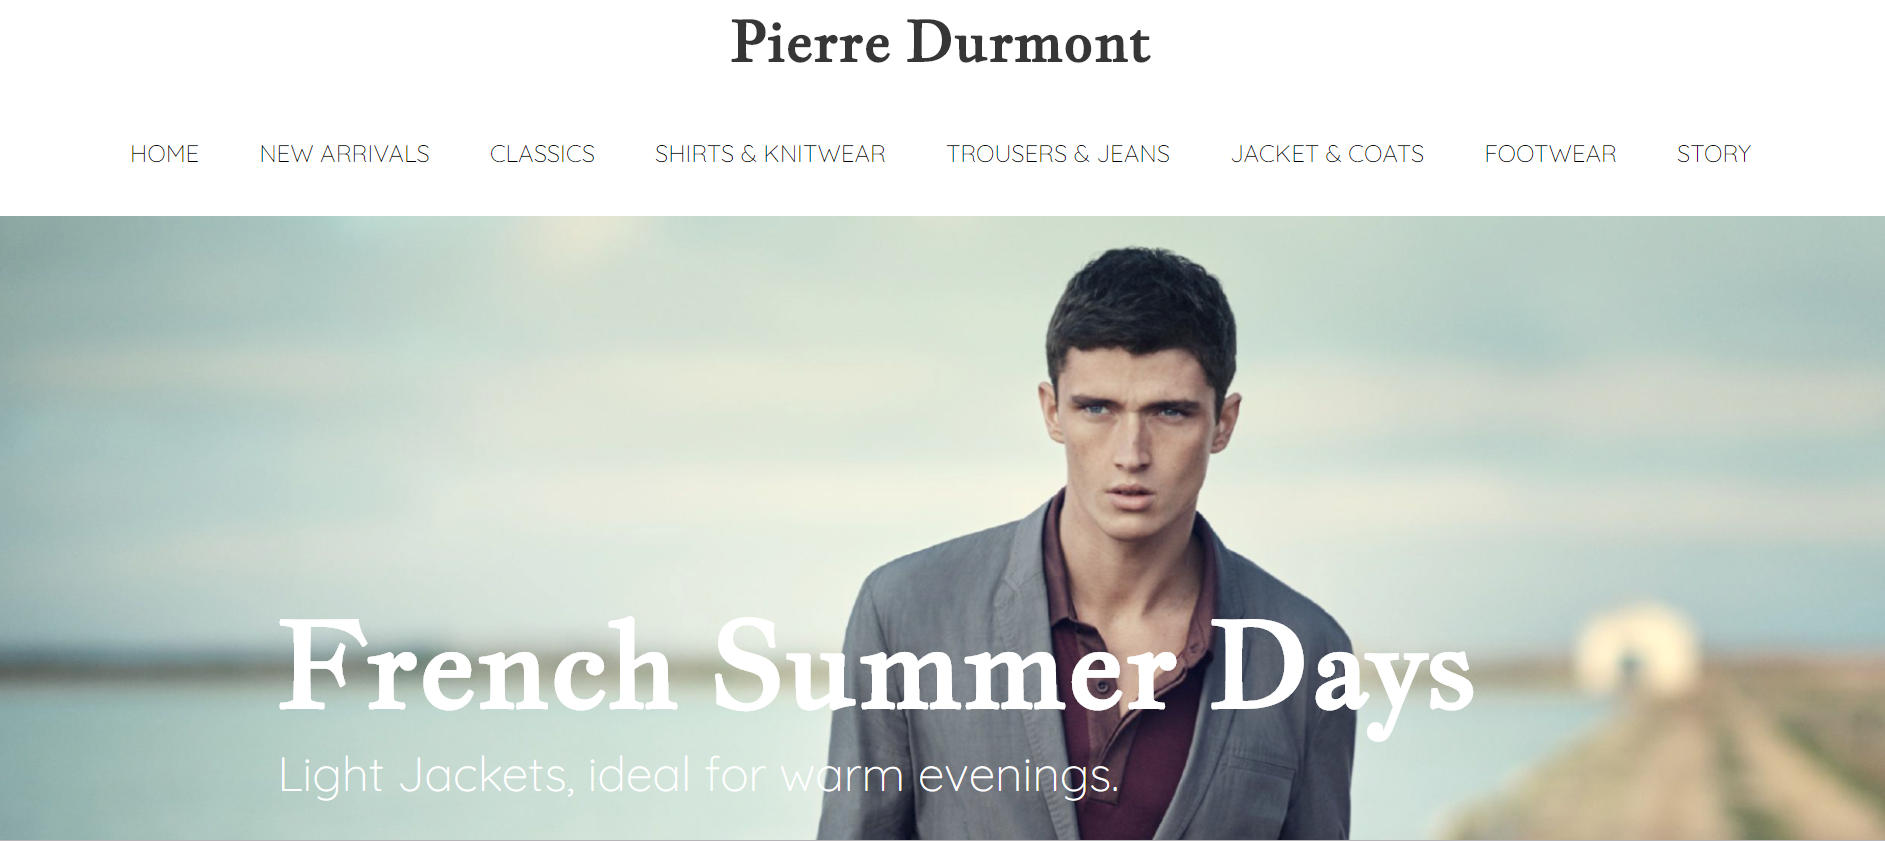 Pierre Durmont
HOME NEW ARRIVALS CLASSICS SHIRTS & KNITWEAR TROUSERS & JEANS JACKET & COATS FOOTWEAR STORY
French Summer Days
Light Jackets, ideal for warm evenings.